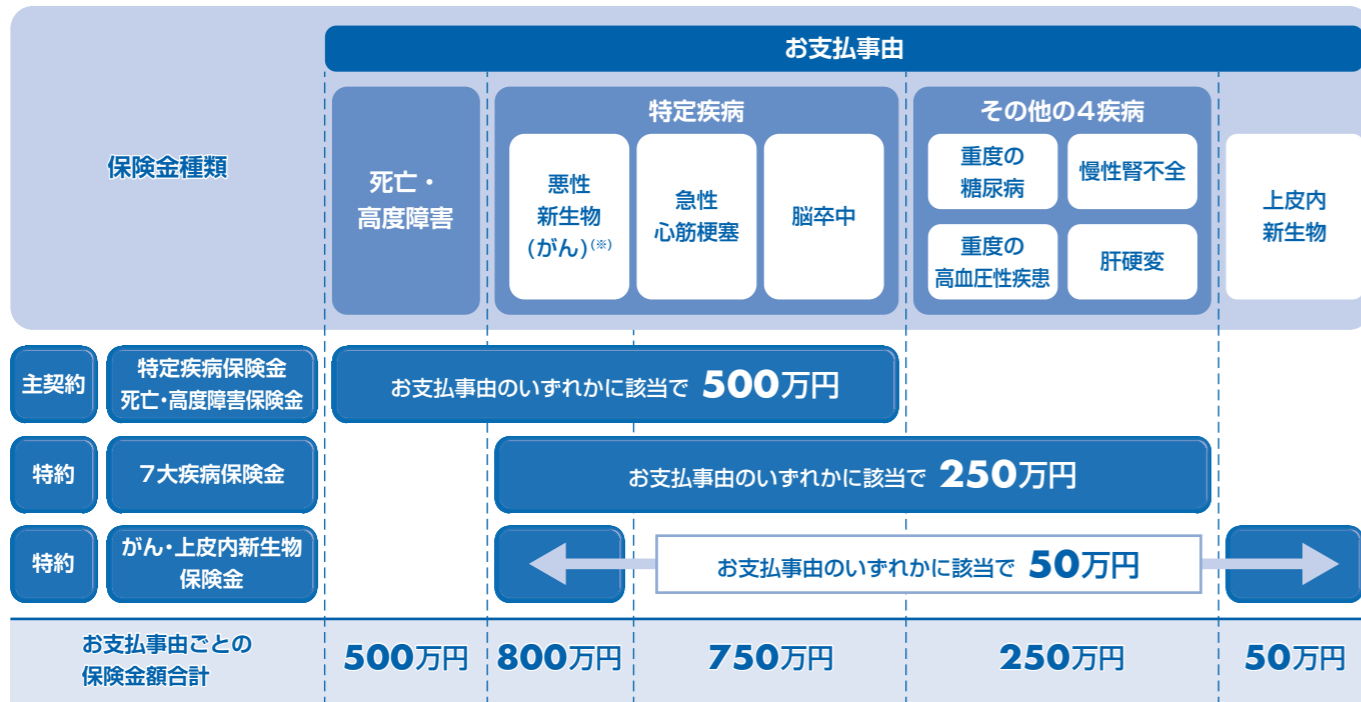 お支払事由
保険金種類
死亡・
高度障害
特定疾病
悪性
新生物
(がん)(※)
急性
心筋梗塞
脳卒中
その他の4疾病
重度の
糖尿病
慢性腎不全
重度の
高血圧性疾患
肝硬変
上皮内
新生物
主契約
特定疾病保険金
死亡・高度障害保険金
お支払事由のいずれかに該当で 500万円
特約
7大疾病保険金
お支払事由のいずれかに該当で 250万円
特約
がん・上皮内新生物
保険金
お支払事由のいずれかに該当で 50万円
お支払事由ごとの
保険金額合計
500万円
800万円
750万円
250万円
50万円